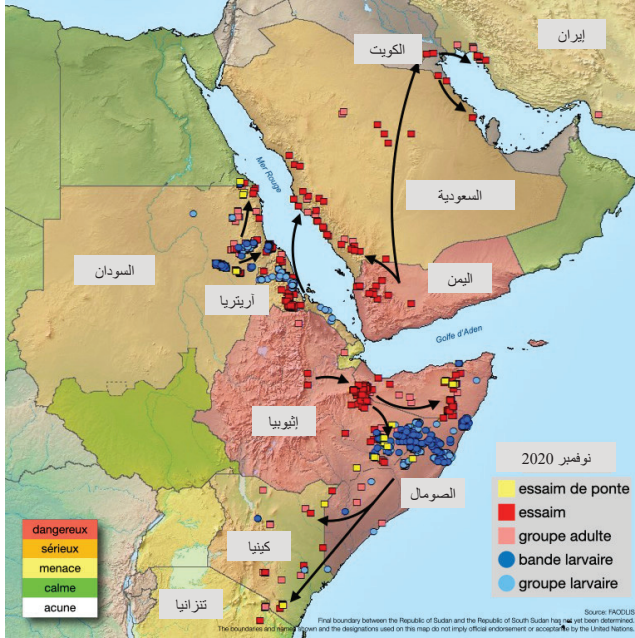 إيران
الكويت
Mer Rouge
السعودية
السودان
آريتريا
اليمن
Golfe d'Aden
إثيوبيا
نوفمبر 2020
الصومال
essaim de ponte
essaim
groupe adulte
bande larvaire
groupe larvaire
dangereux
sérieux
menace
calme
acune
كينيا
تنزانيا
Source: FAODLIS
Final boundary between the Republic of Sudan and the Republic of South Sudan has not yet been determined.
The boundaries and names shown and the designations used on this map do not imply official endorsement or acceptance by the United Nations.